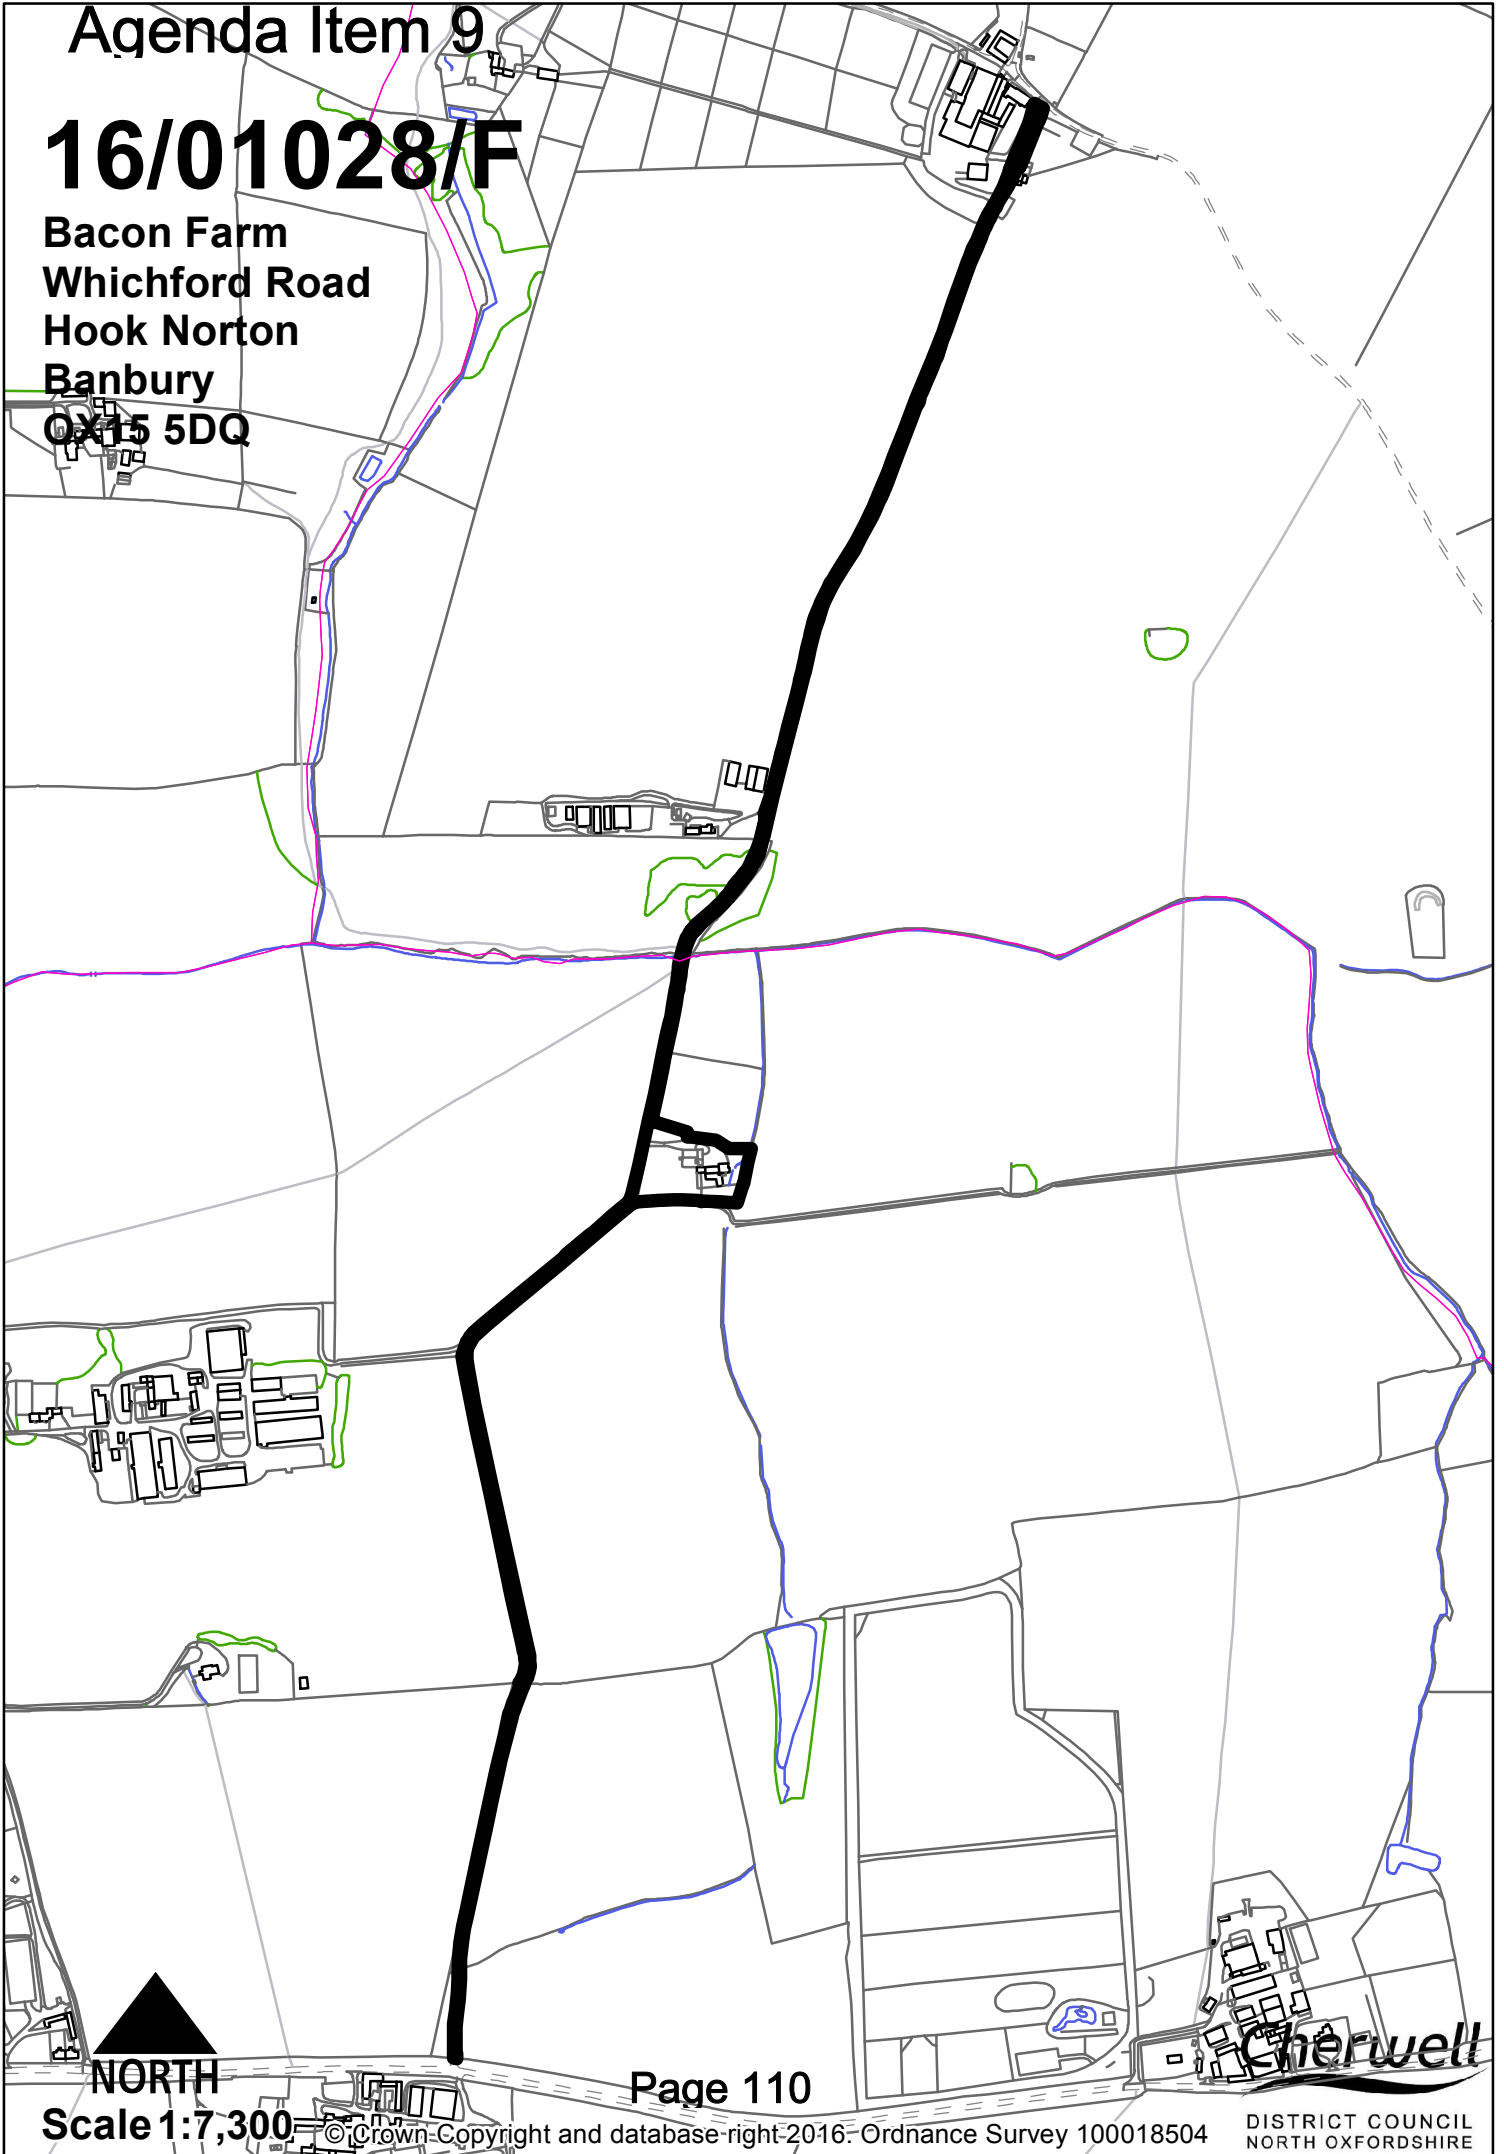 Agenda Item 9
16/01028/F
Bacon Farm
Whichford Road
Hook Norton
Banbury
OX15 5DQ
NORTH
Scale 1:7,300
Page 110
© Crown Copyright and database right 2016. Ordnance Survey 100018504
Cherwell
DISTRICT COUNCIL
NORTH OXFORDSHIRE